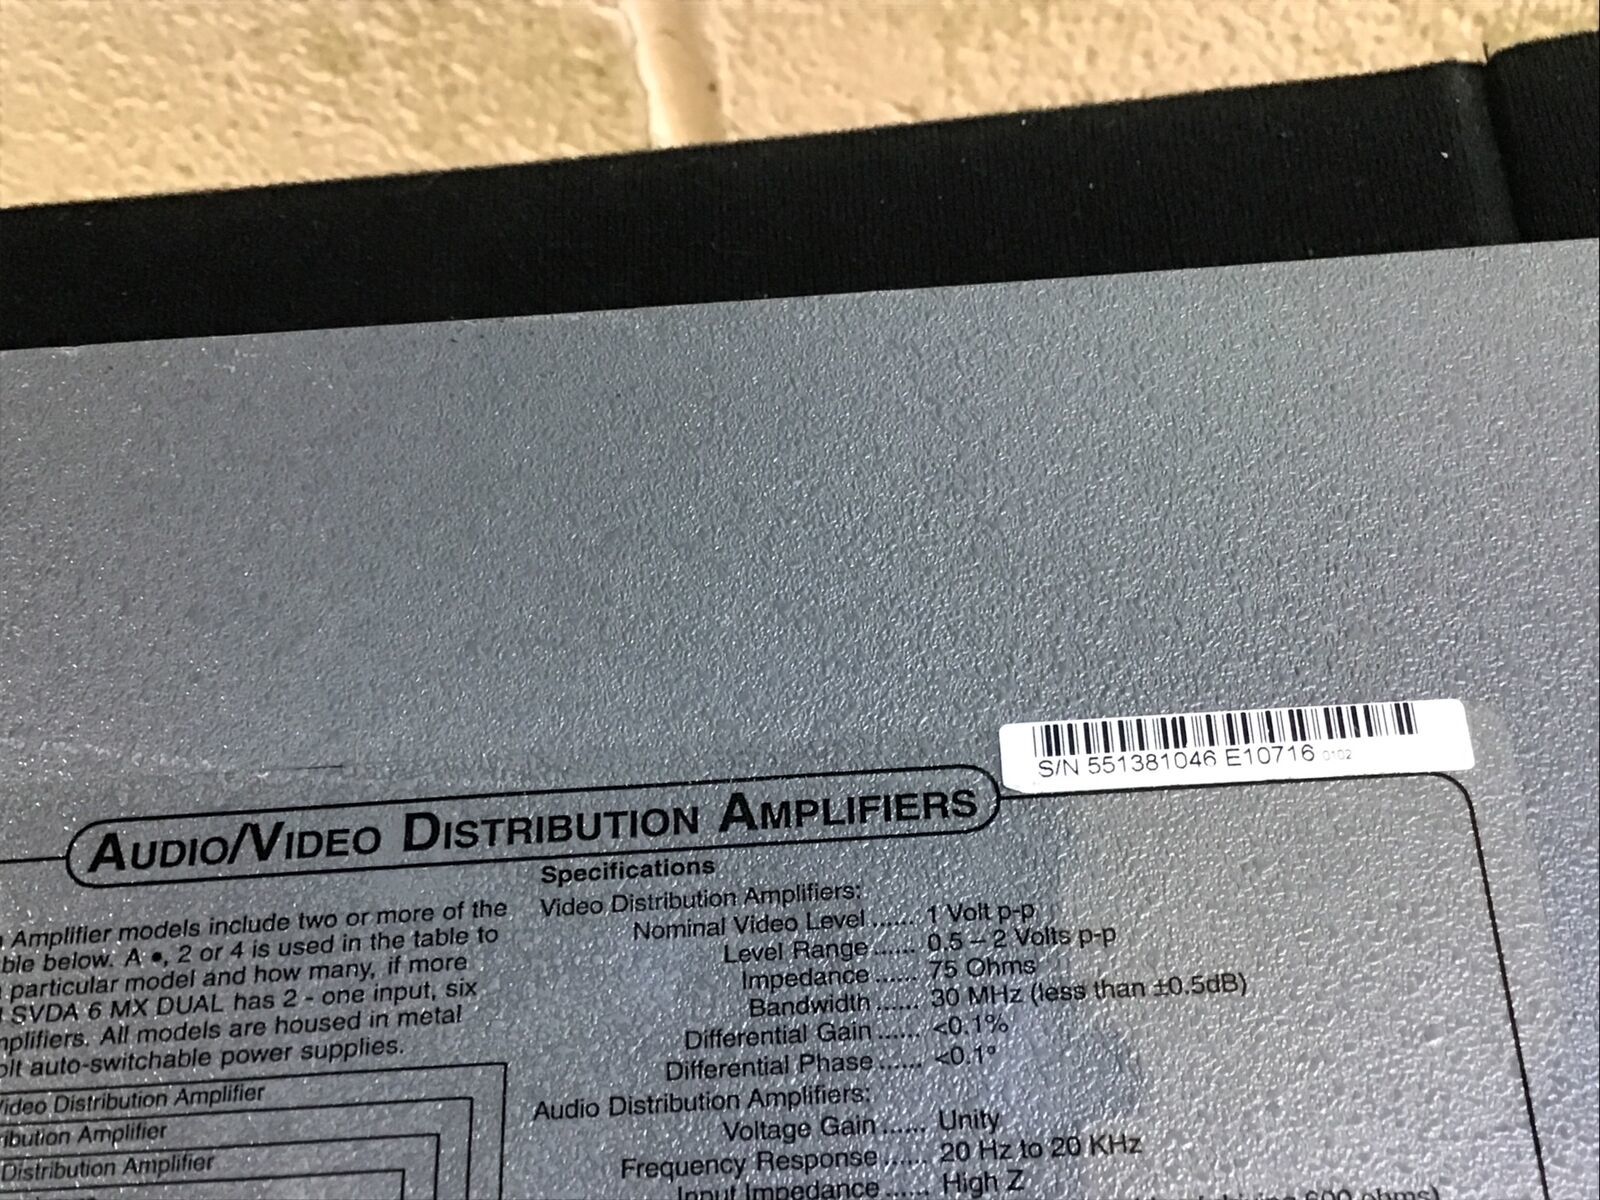 S/N 551381046 E10716 0102
AUDIO/VIDEO DISTRIBUTION AMPLIFIERS
Amplifier models include two or more of the
below. A •, 2 or 4 is used in the table to
particular model and how many, if more
SVDA 6 MX DUAL has 2 - one input, six
All models are housed in metal
auto-switchable power supplies.
Video Distribution Amplifier
Amplifier
Distribution Amplifier
Specifications
Video Distribution Amplifiers:
Nominal Video Level ...... 1 Volt p-p
Level Range ...... 0.5 – 2 Volts p-p
Impedance ...... 75 Ohms
Bandwidth ...... 30 MHz (less than ±0.5dB)
Differential Gain ...... <0.1%
Differential Phase ...... <0.1°
Audio Distribution Amplifiers:
Voltage Gain ...... Unity
Frequency Response ...... 20 Hz to 20 KHz
Input Impedance ...... High Z
600 ohms)